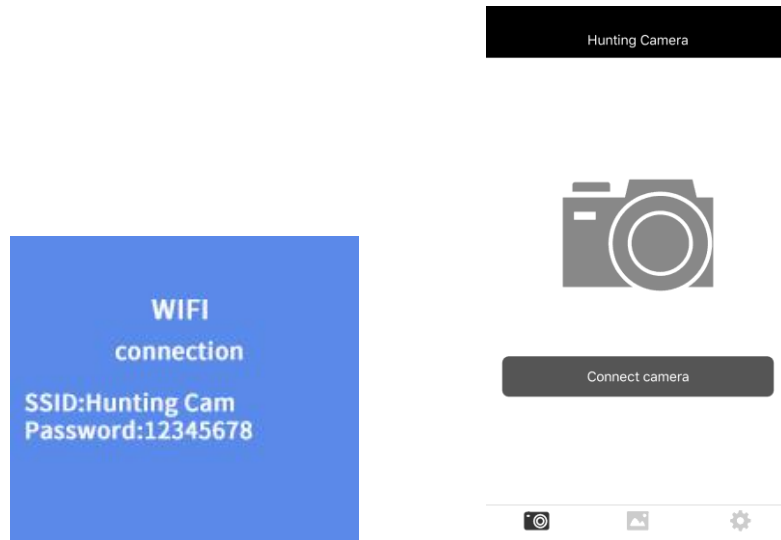 Hunting Camera
WIFI
connection
SSID:Hunting Cam
Password:12345678
Connect camera